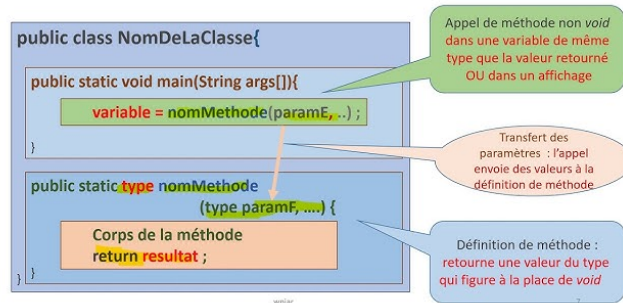 public class NomDeLaClasse{
public static void main(String args[]){
variable = nomMethode(paramE, ..) ;
}
public static type nomMethode
(type paramF, ....) {
Corps de la méthode
return resultat ;
}
}
Appel de méthode non void
dans une variable de même
type que la valeur retourné
OU dans un affichage
Transfert des
paramètres : l'appel
envoie des valeurs à la
définition de méthode
Définition de méthode :
retourne une valeur du type
qui figure à la place de void